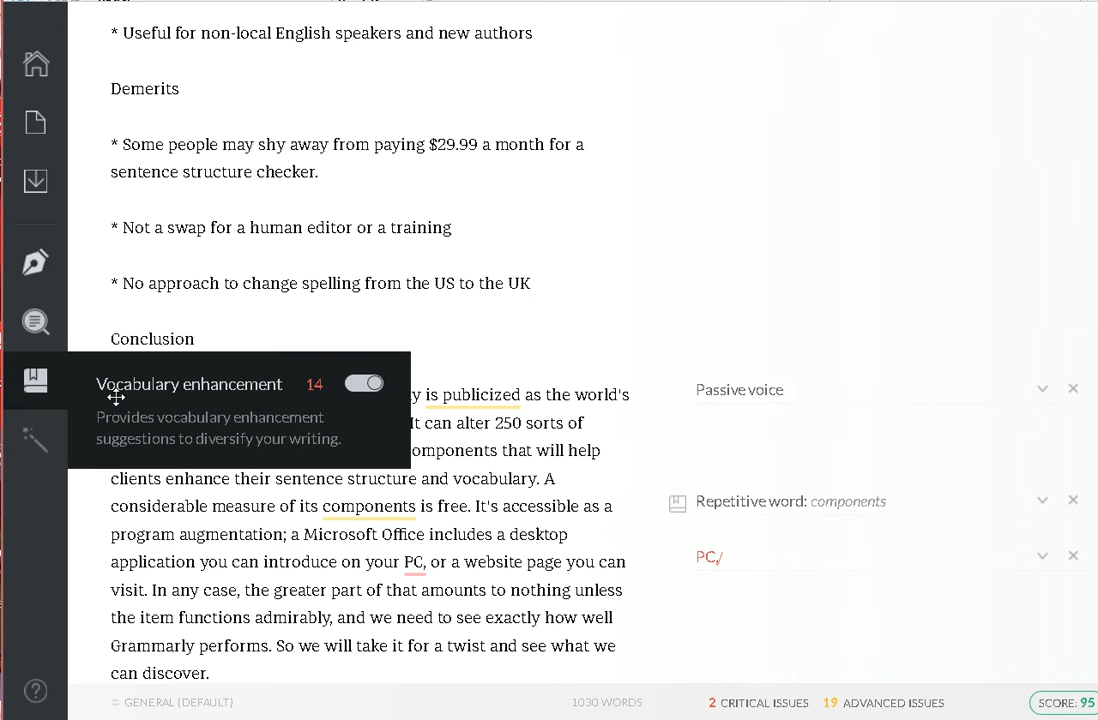 * Useful for non-local English speakers and new authors
Demerits
* Some people may shy away from paying $29.99 a month for a
sentence structure checker.
* Not a swap for a human editor or a training
* No approach to change spelling from the US to the UK
Conclusion
Vocabulary enhancement 14
Provides vocabulary enhancement
suggestions to diversify your writing.
is publicized as the world's
It can alter 250 sorts of
omponents that will help
clients enhance their sentence structure and vocabulary. A
considerable measure of its components is free. It's accessible as a
program augmentation; a Microsoft Office includes a desktop
application you can introduce on your PC, or a website page you can
visit. In any case, the greater part of that amounts to nothing unless
the item functions admirably, and we need to see exactly how well
Grammarly performs. So we will take it for a twist and see what we
can discover.
Passive voice
Repetitive word: components
PC,/
GENERAL (DEFAULT) 1030 WORDS 2 CRITICAL ISSUES 19 ADVANCED ISSUES SCORE: 95